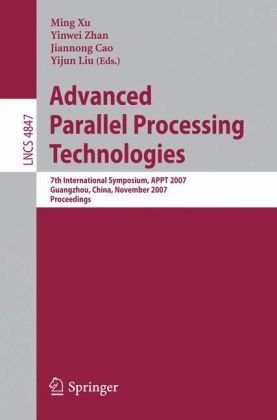 Ming Xu
Yinwei Zhan
Jiannong Cao
Yijun Liu (Eds.)
LNCS 4847
Advanced
Parallel Processing
Technologies
7th International Symposium, APPT 2007
Guangzhou, China, November 2007
Proceedings
Springer